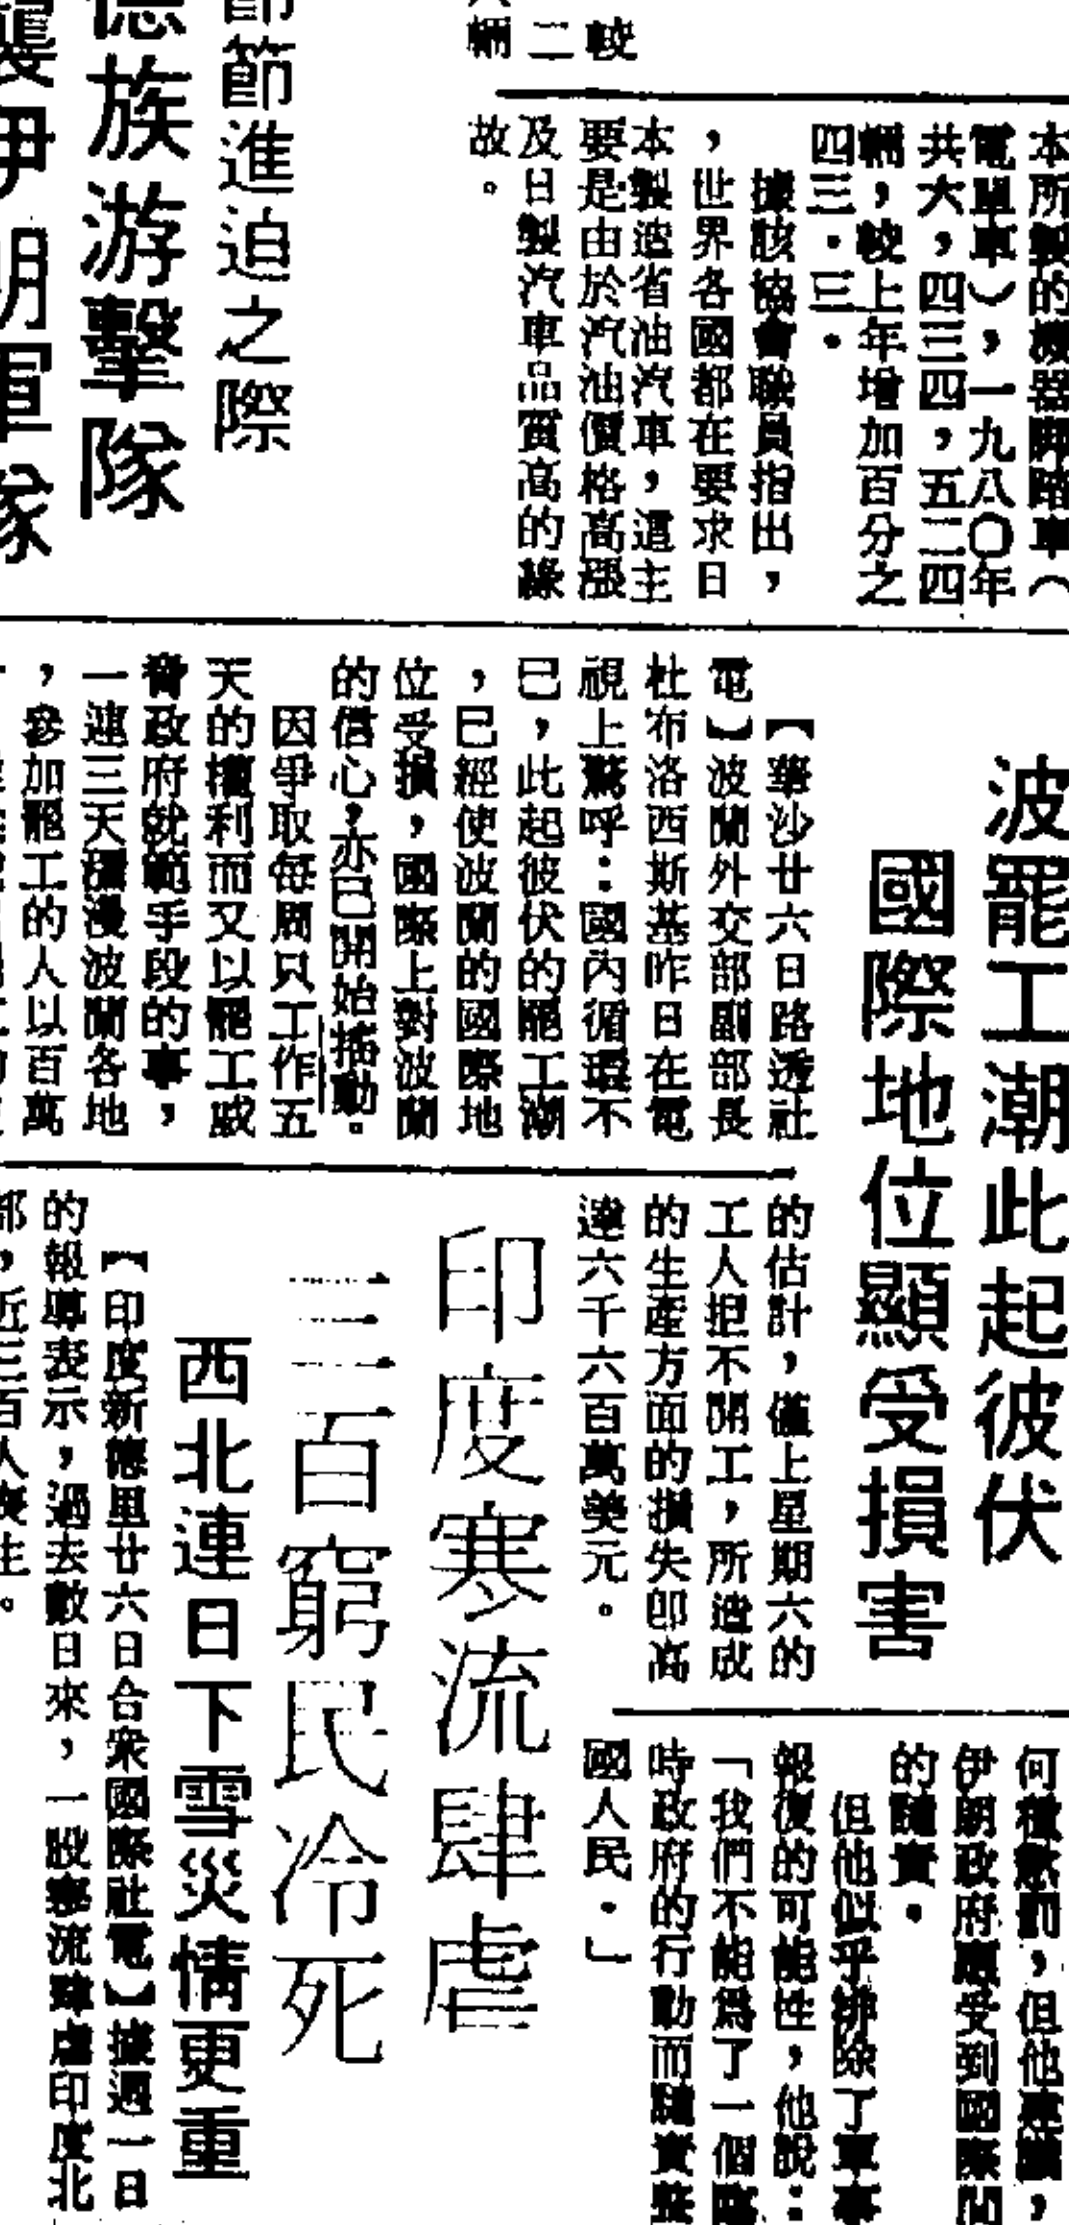 較
二
輛
本所製的機器脚踏車（
電單車），一九八〇年
共大，四三四，五二四
輛，較上年增加百分之
四三．三．
據該協會職員指出，
，世界各國都在要求日
本製造省油汽車，這主
要是由於汽油價格高漲
及日製汽車品質高的緣
故。
節節進迫之際
德族游擊隊
襲伊朗軍隊
波罷工潮此起彼伏
國際地位顯受損害
【華沙廿六日路透社
電】波蘭外交部副部長
杜布洛西斯基昨日在電
視上驚呼：國內循環不
已，此起彼伏的罷工潮
，已經使波蘭的國際地
位受損，國際上對波蘭
的信心，亦已開始搖動。
因爭取每周只工作五
天的權利而又以罷工威
脅政府就範手段的事，
一連三天瀰漫波蘭各地
，參加罷工的人以百萬
的估計，僅上星期六的
工人担不開工，所造成
的生產方面的損失卽高
達六千六百萬美元。
印度寒流肆虐
三百窮民冷死
西北連日下雪災情更重
【印度新德里廿六日合衆國際社電】據週一日
的報導表示，過去數日來，一股寒流肆虐印度北
部，近三百人喪生。
何種懲罰，但他
伊朗政府應受到國際
的譴責．
但他似乎排除了軍事
報復的可能性，他說：
「我們不能爲了一個臨
時政府的行動而譴責整
國人民．」